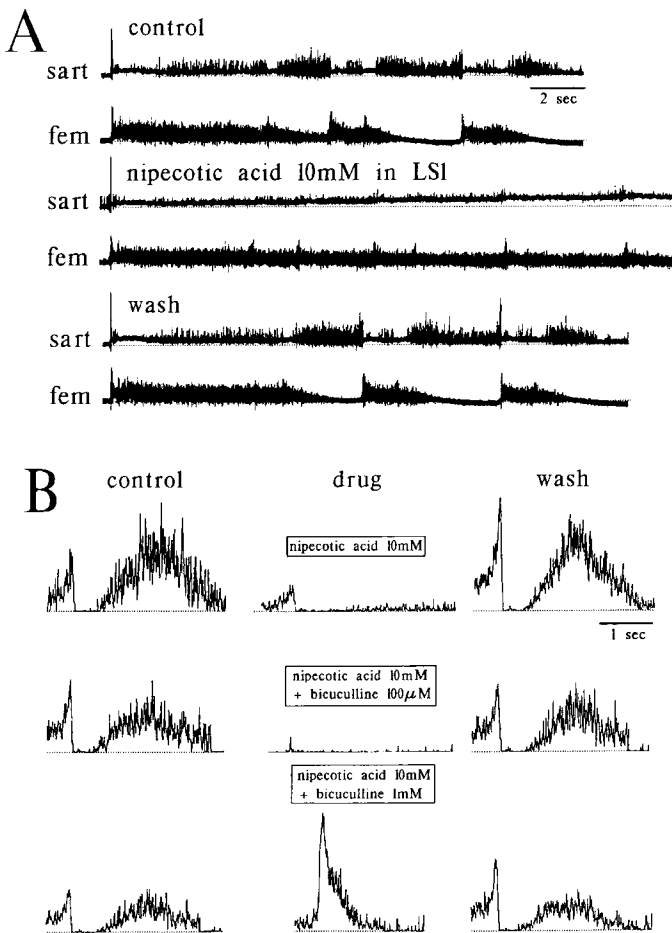 A
control
sart
2 sec
fem
nipecotic acid 10mM in LS1
sart
fem
wash
sart
fem
B
control drug wash
nipecotic acid 10mM
1 sec
nipecotic acid 10mM
+ bicuculline 100µM
nipecotic acid 10mM
+ bicuculline 1mM